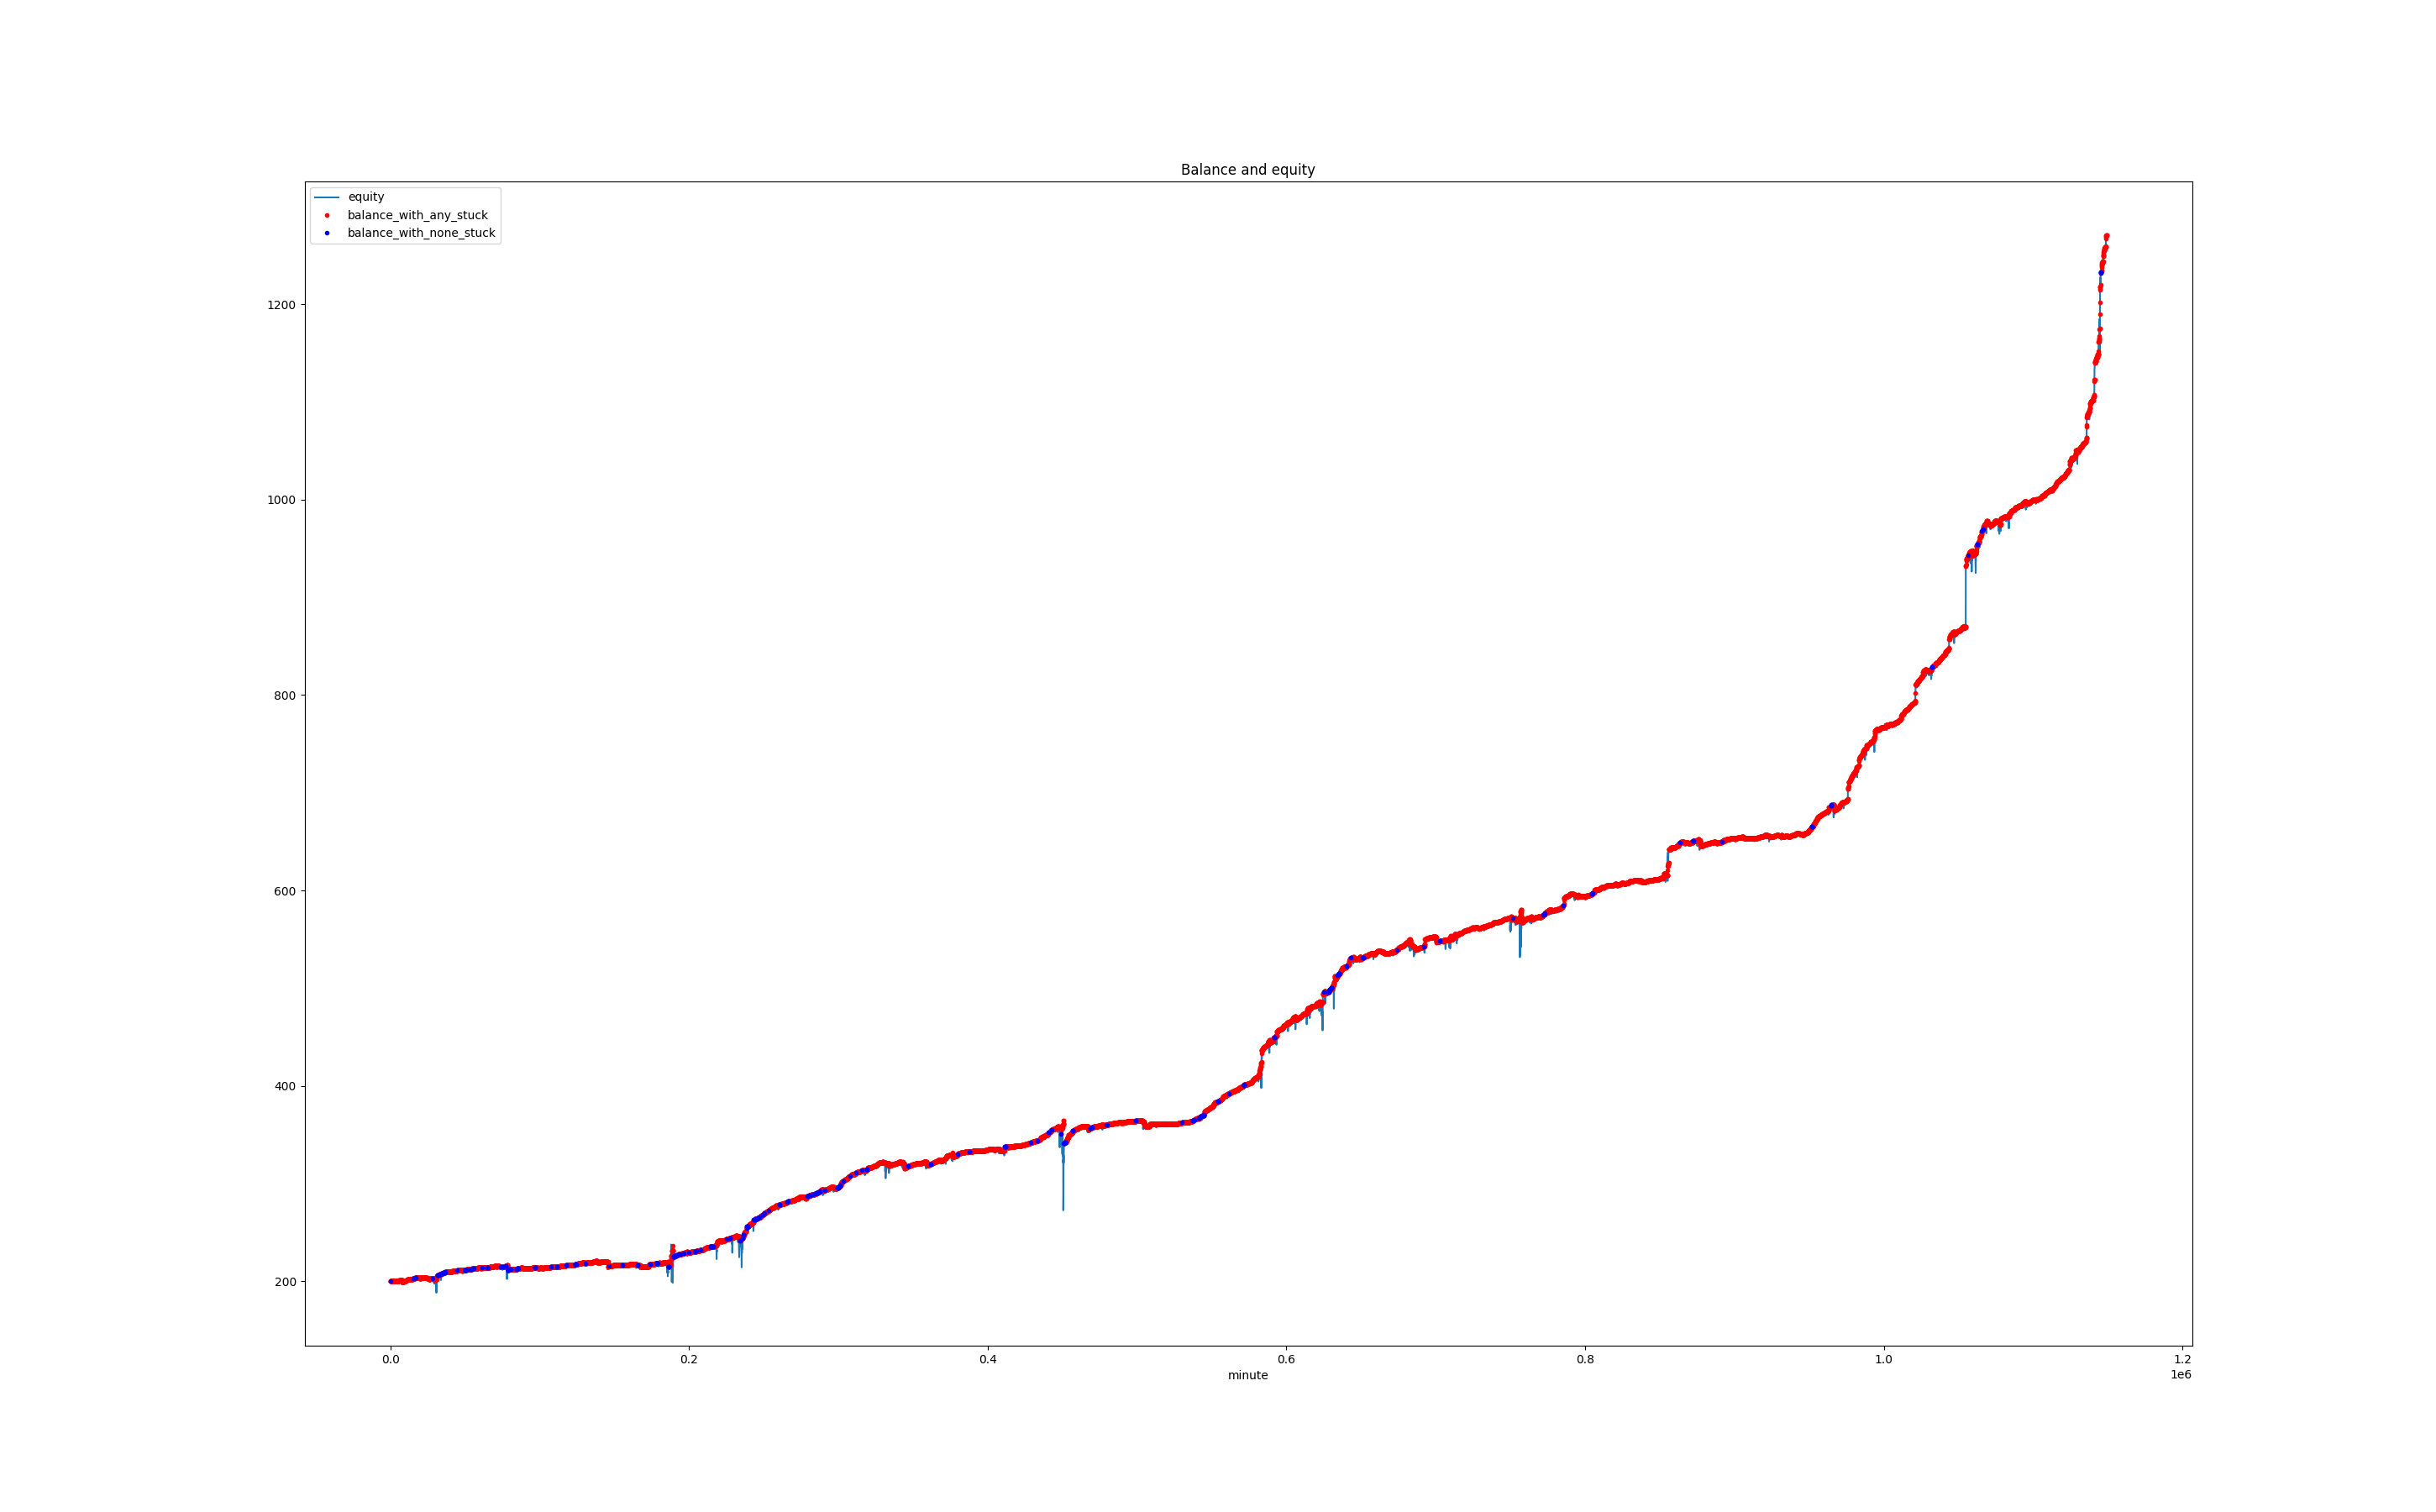 Balance and equity
equity
balance_with_any_stuck
balance_with_none_stuck
1200
1000
800
600
400
200
0.0 0.2 0.4 0.6 0.8 1.0 1.2
minute
1e6